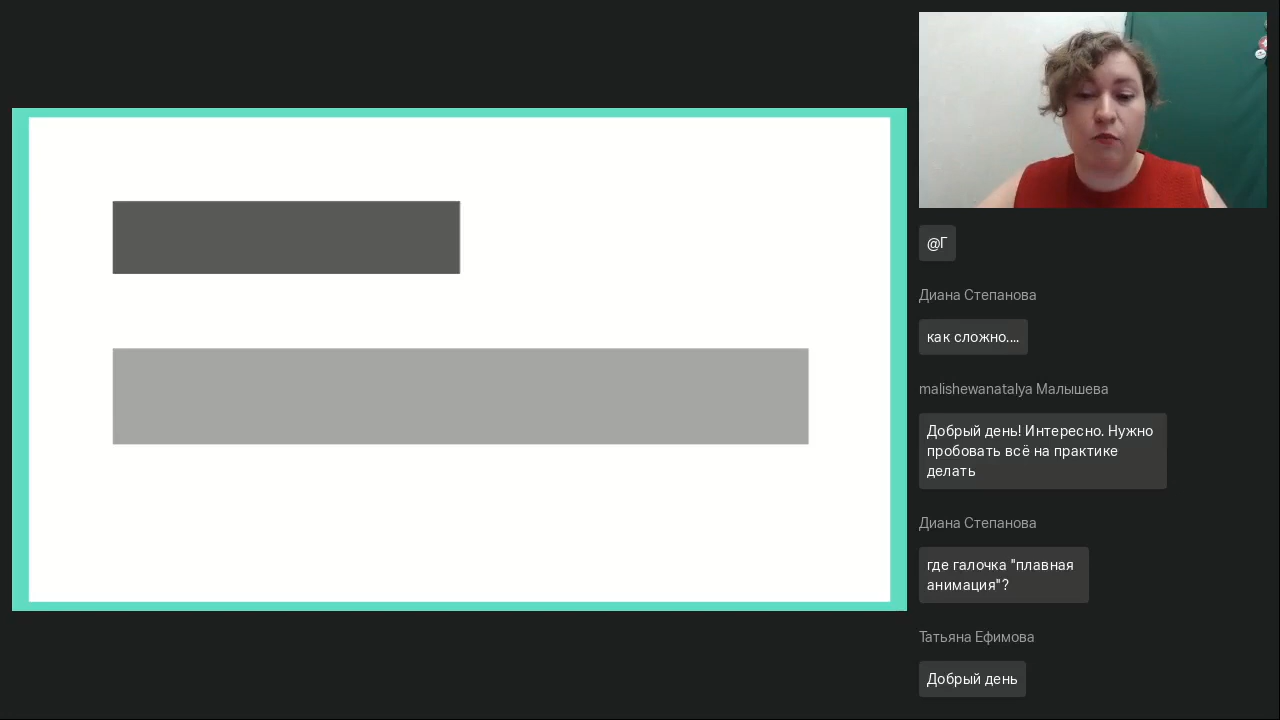 @Г
Диана Степанова
как сложно....
malishewanatalya Малышева
Добрый день! Интересно. Нужно
пробовать всё на практике
делать
Диана Степанова
где галочка "плавная
анимация"?
Татьяна Ефимова
Добрый день